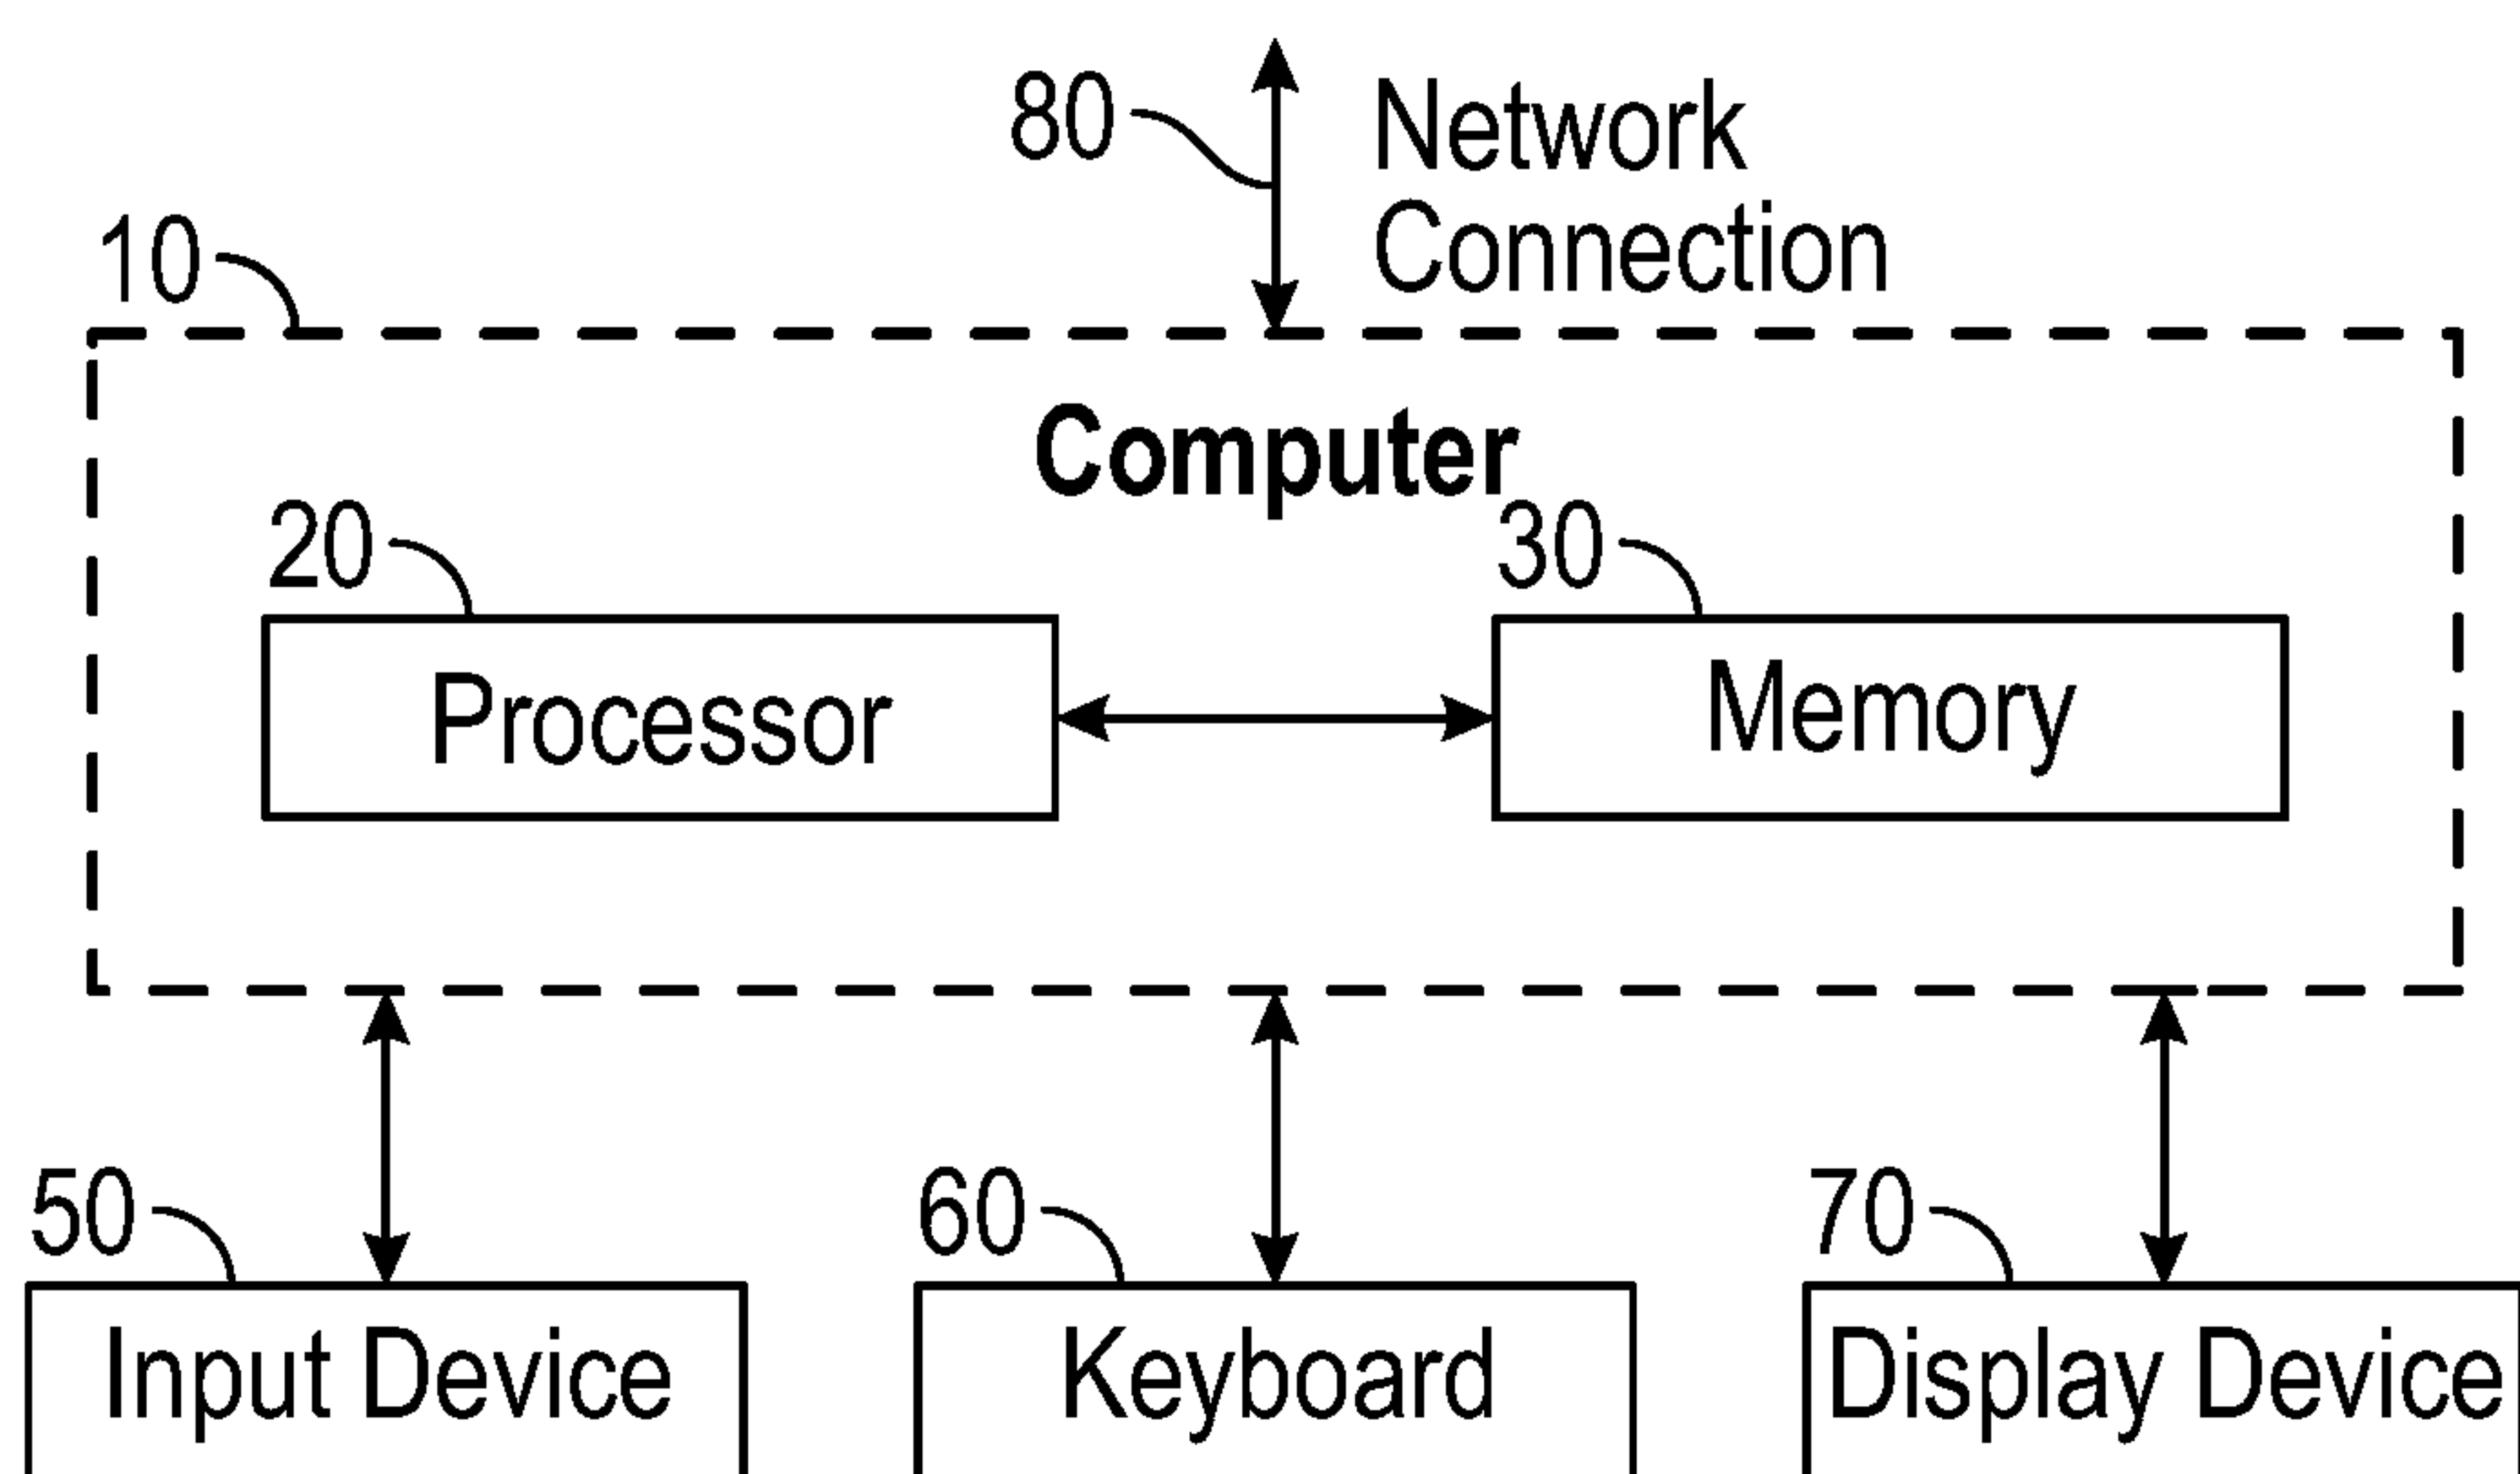 80
Network
Connection
10
Computer
20
30
Processor
Memory
50
60
70
Input Device
Keyboard
Display Device